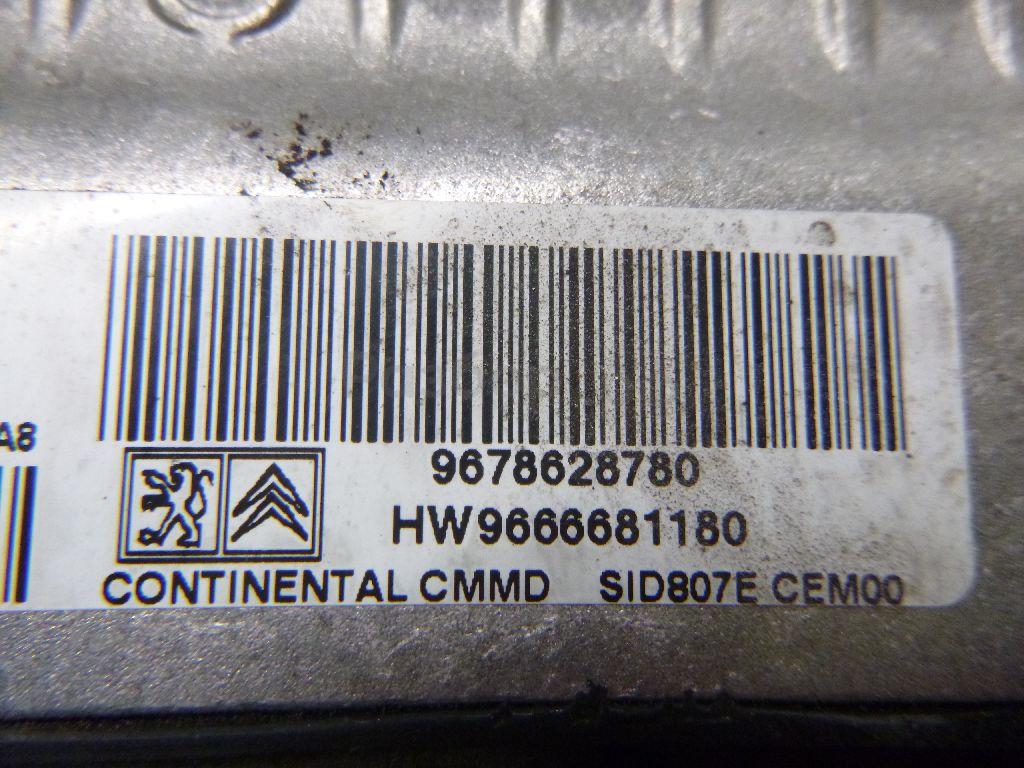 A8
9678628780
HW9666681180
CONTINENTAL CMMD SID807E CEM00